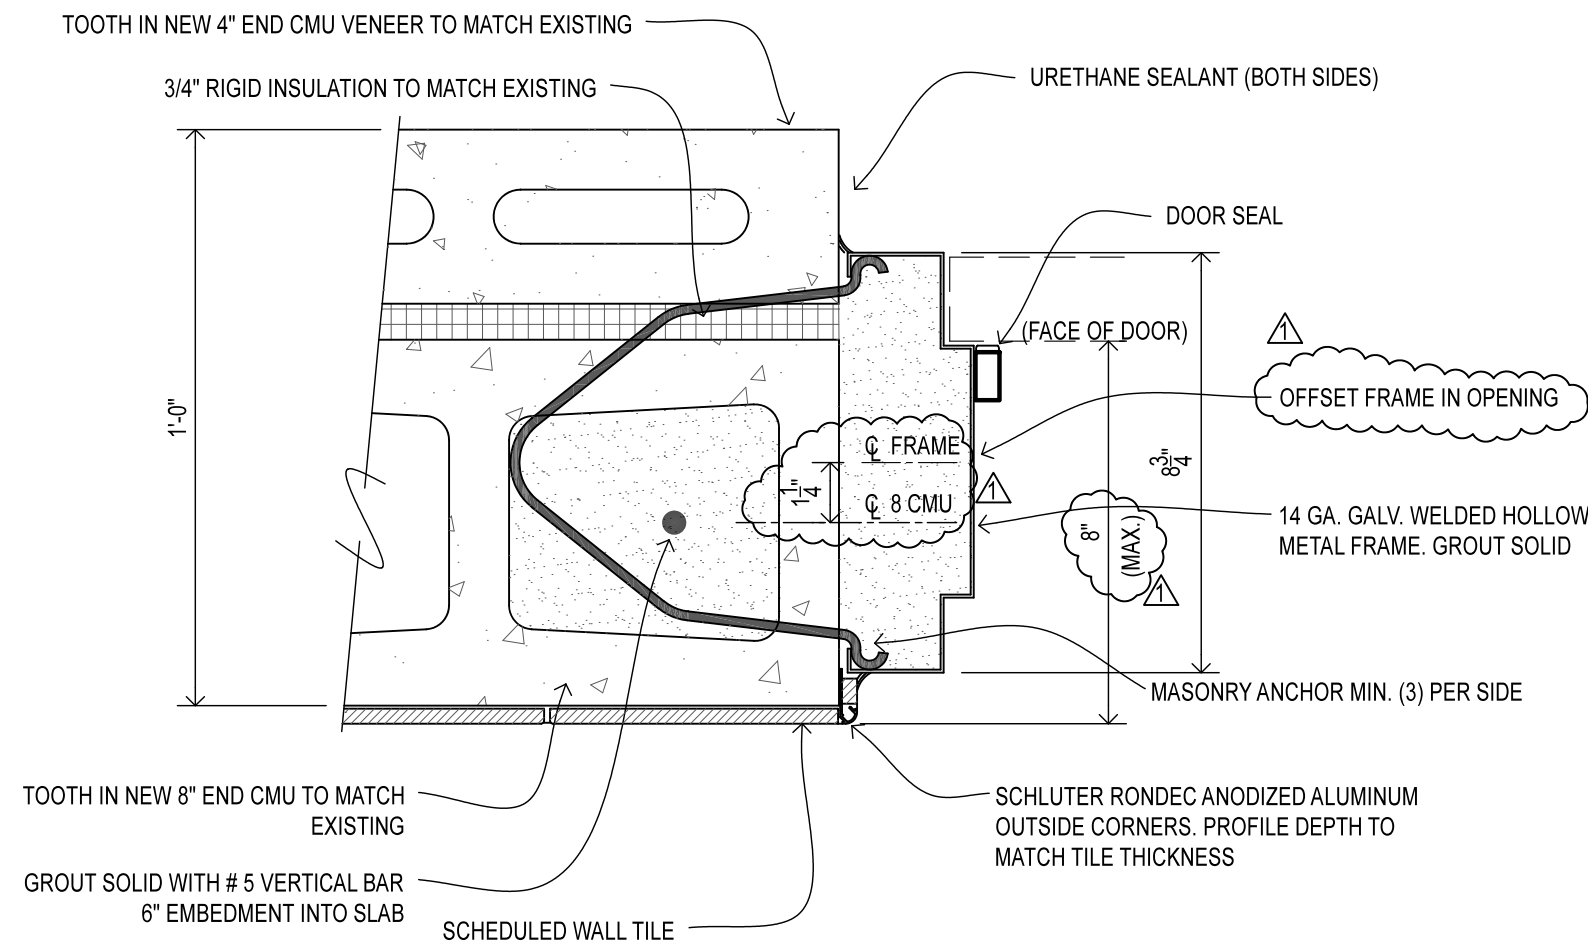 TOOTH IN NEW 4" END CMU VENEER TO MATCH EXISTING
3/4" RIGID INSULATION TO MATCH EXISTING
URETHANE SEALANT (BOTH SIDES)
DOOR SEAL
(FACE OF DOOR)
1
OFFSET FRAME IN OPENING
1'-0"
℄ FRAME
1 1/4"
℄ 8 CMU
1
8 3/4"
8"
(MAX.)
1
14 GA. GALV. WELDED HOLLOW
METAL FRAME. GROUT SOLID
MASONRY ANCHOR MIN. (3) PER SIDE
TOOTH IN NEW 8" END CMU TO MATCH
EXISTING
SCHLUTER RONDEC ANODIZED ALUMINUM
OUTSIDE CORNERS. PROFILE DEPTH TO
MATCH TILE THICKNESS
GROUT SOLID WITH # 5 VERTICAL BAR
6" EMBEDMENT INTO SLAB
SCHEDULED WALL TILE